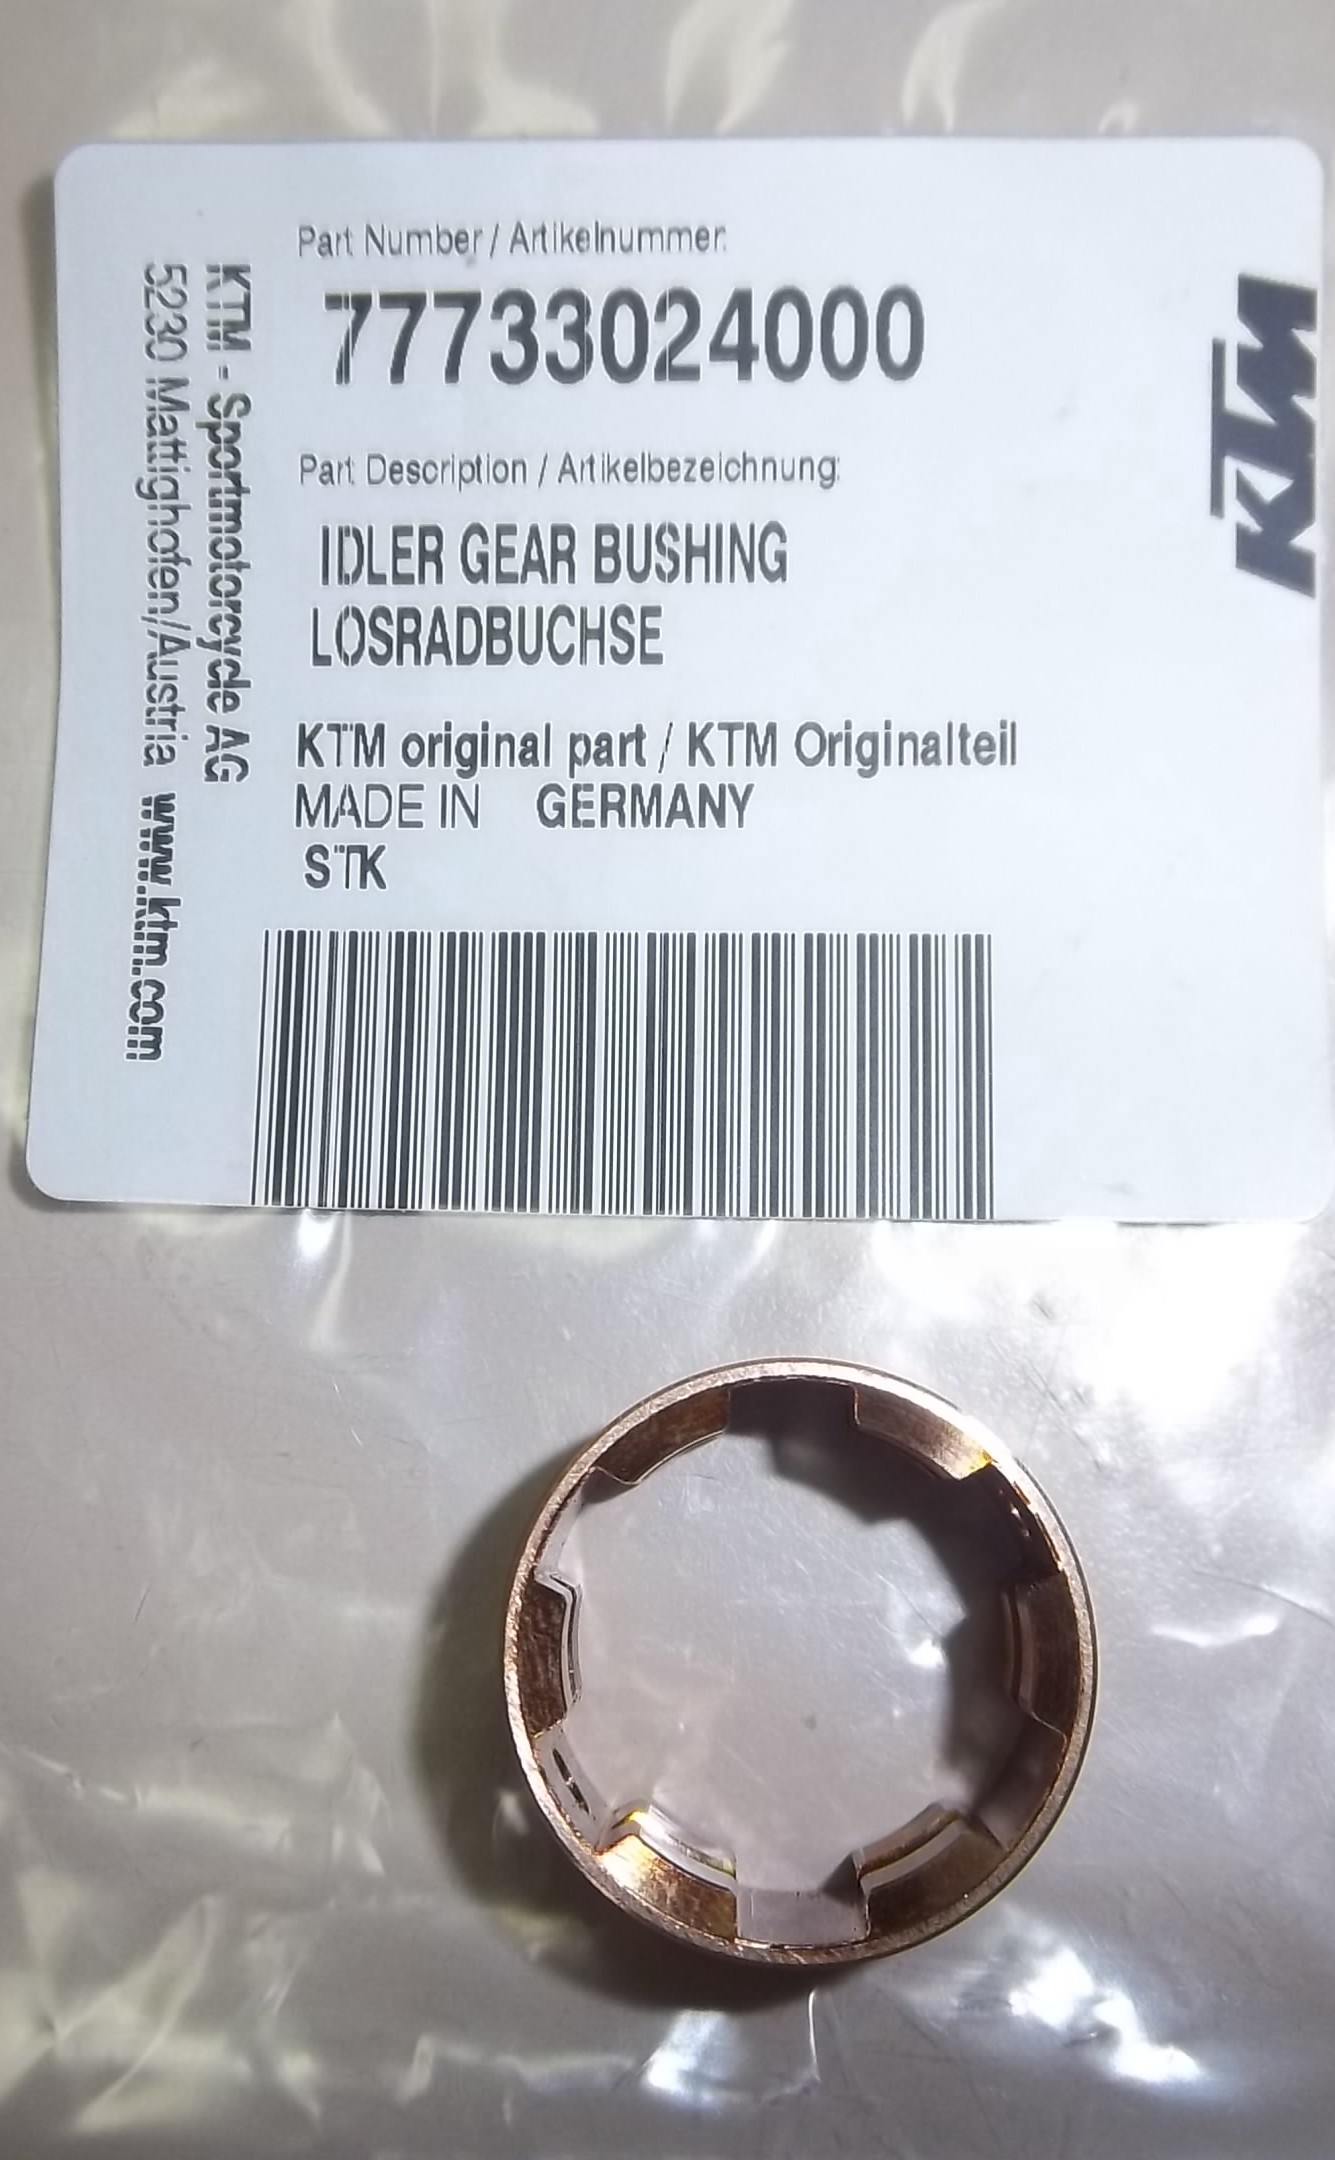 Part Number / Artikelnummer:
77733024000
Part Description / Artikelbezeichnung:
IDLER GEAR BUSHING
LOSRADBUCHSE
KTM original part / KTM Originalteil
MADE IN GERMANY
STK
KTM - Sportmotorcycle AG
5230 Mattighofen/Austria www.ktm.com
KTM